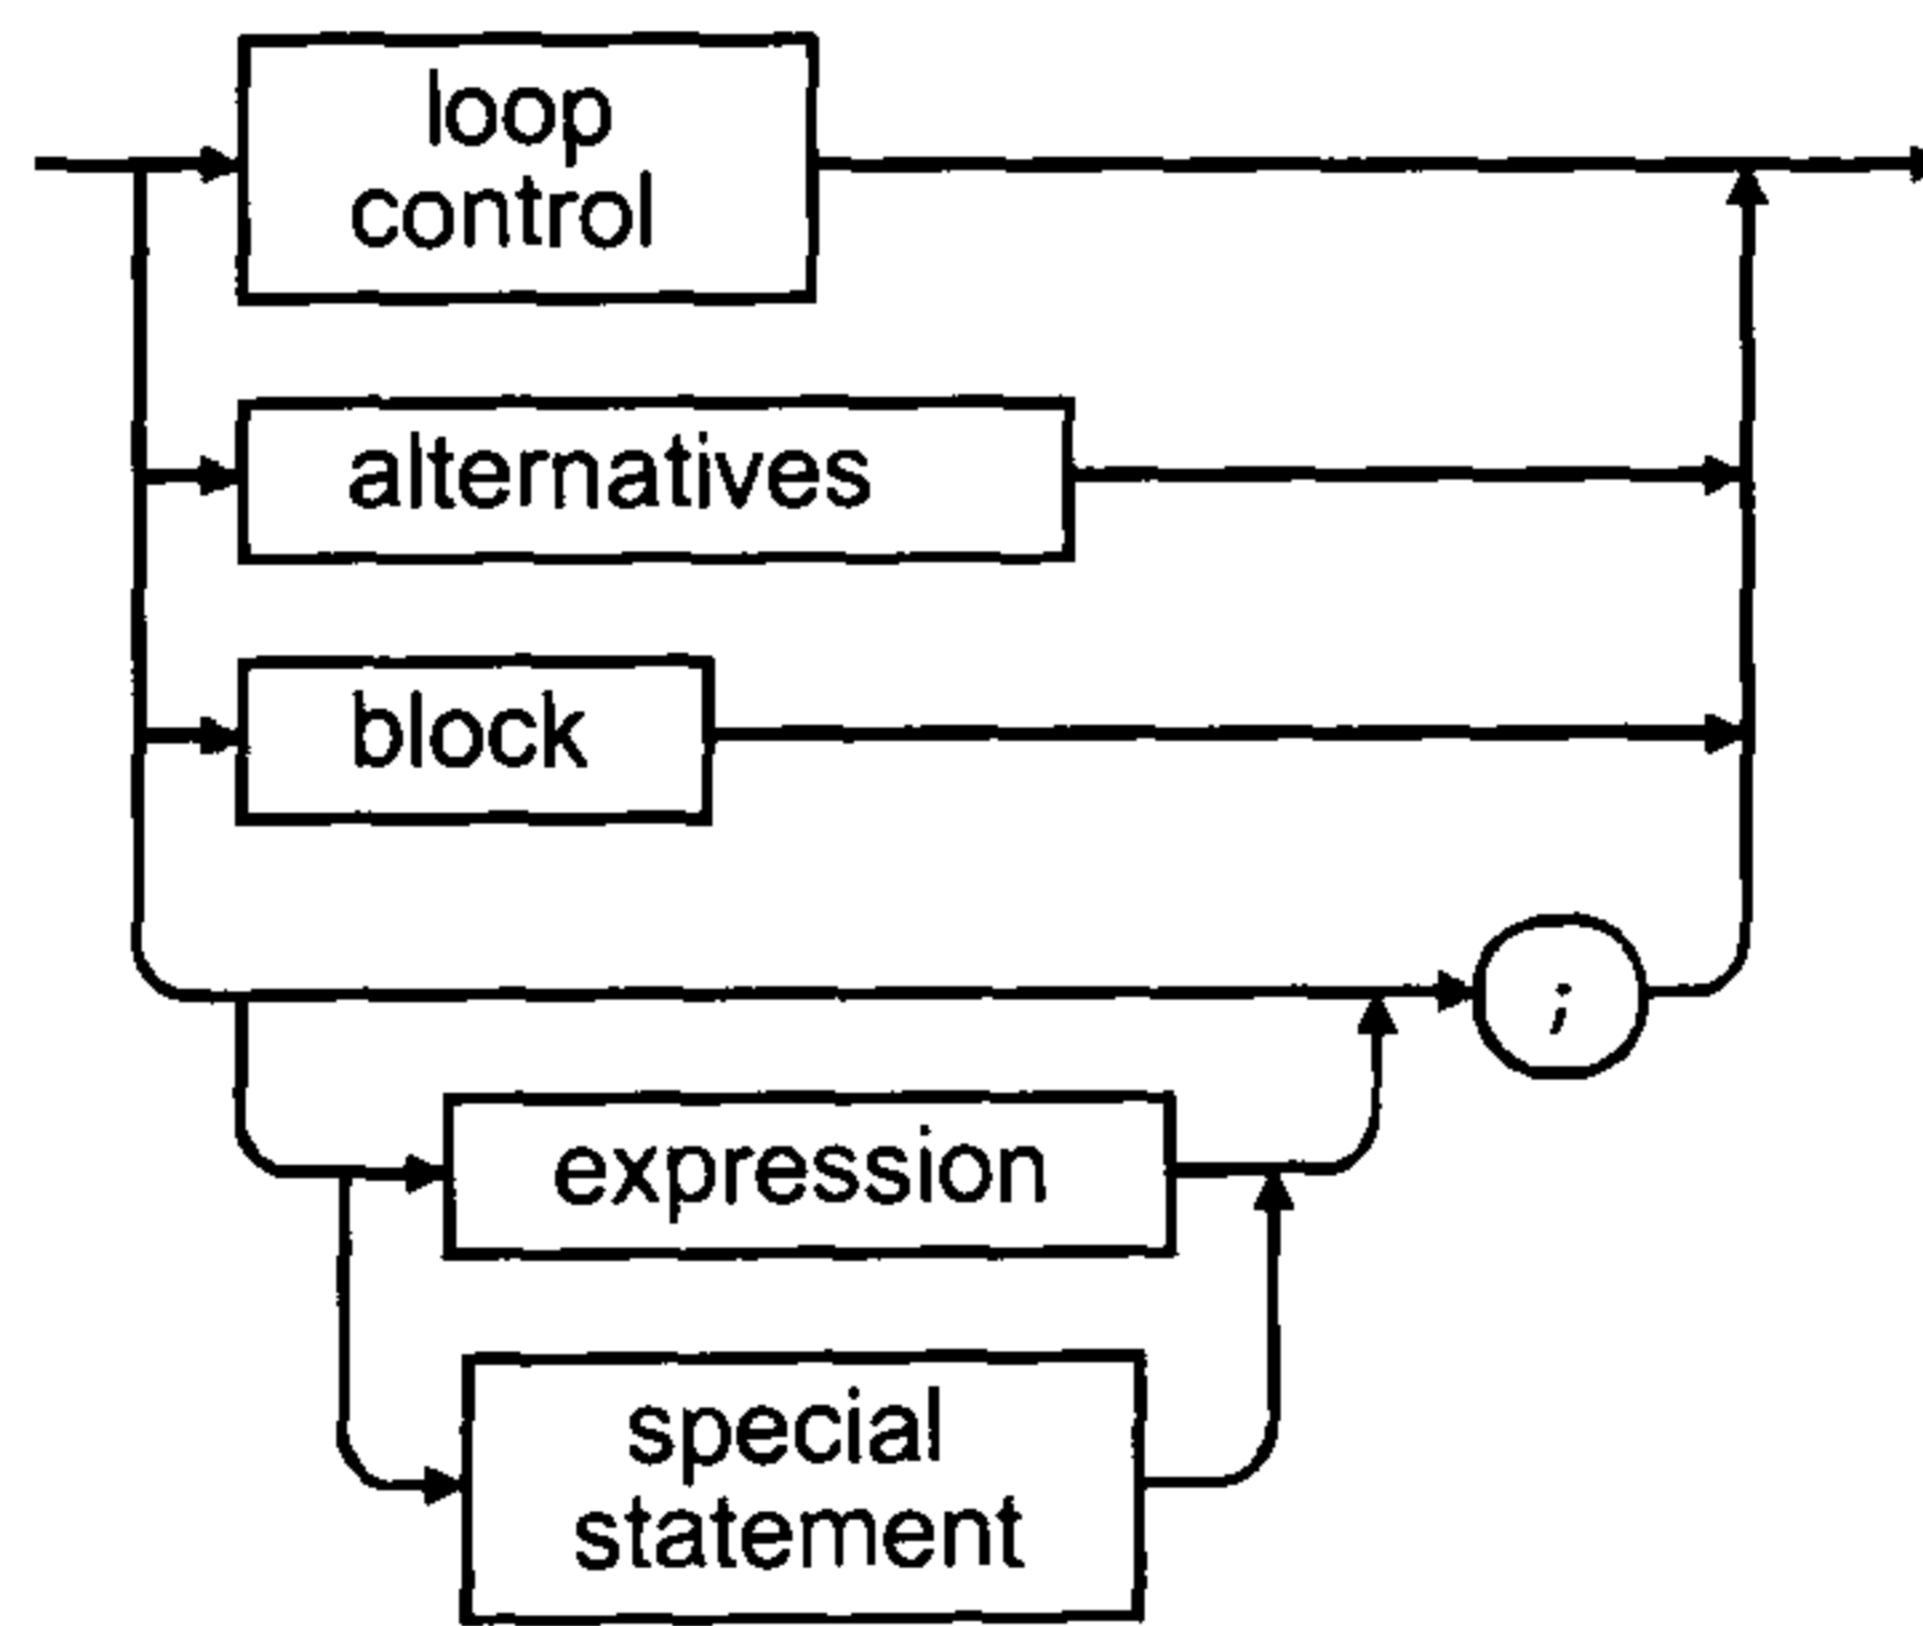 loop
control
alternatives
block
;
expression
special
statement